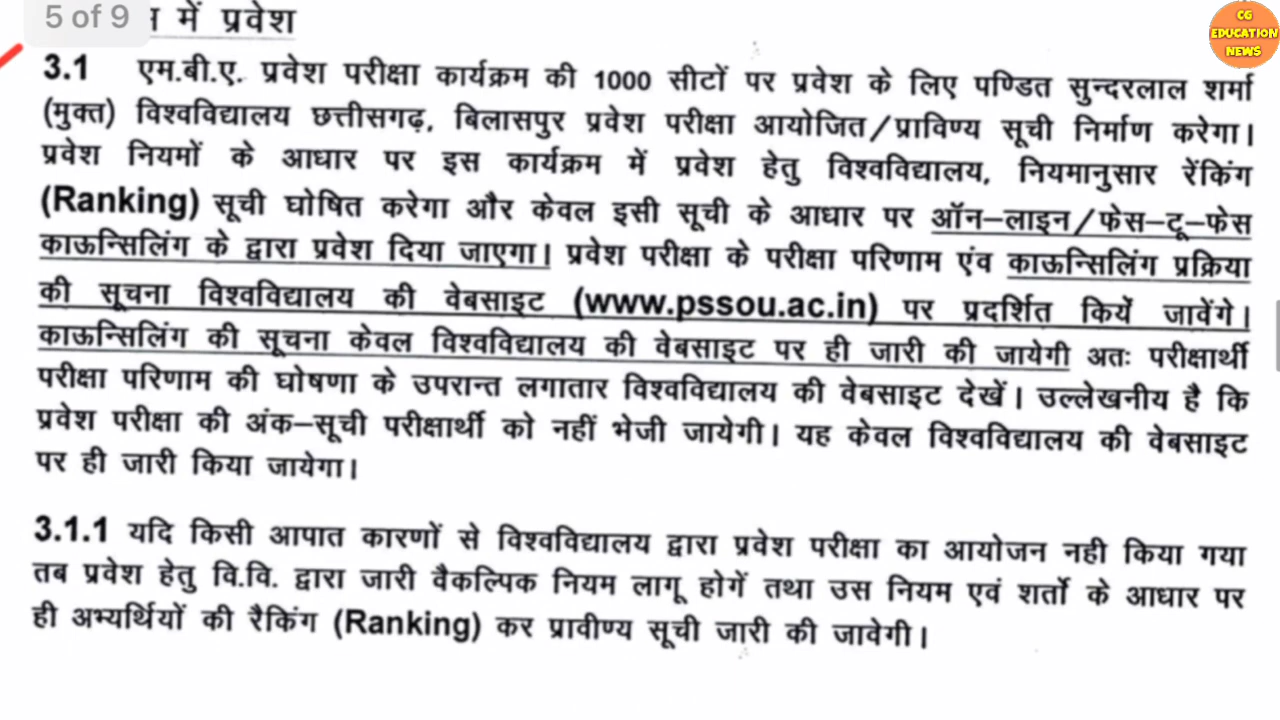 5 of 9
में प्रवेश
CG
EDUCATION
NEWS
3.1 एम.बी.ए. प्रवेश परीक्षा कार्यक्रम की 1000 सीटों पर प्रवेश के लिए पण्डित सुन्दरलाल शर्मा
(मुक्त) विश्वविद्यालय छत्तीसगढ़, बिलासपुर प्रवेश परीक्षा आयोजित/प्राविण्य सूची निर्माण करेगा।
प्रवेश नियमों के आधार पर इस कार्यक्रम में प्रवेश हेतु विश्वविद्यालय, नियमानुसार रेंकिंग
(Ranking) सूची घोषित करेगा और केवल इसी सूची के आधार पर ऑन–लाइन/फेस–टू–फेस
काऊन्सिलिंग के द्वारा प्रवेश दिया जाएगा। प्रवेश परीक्षा के परीक्षा परिणाम एंव काऊन्सिलिंग प्रक्रिया
की सूचना विश्वविद्यालय की वेबसाइट (www.pssou.ac.in) पर प्रदर्शित कियें जावेंगे।
काऊन्सिलिंग की सूचना केवल विश्वविद्यालय की वेबसाइट पर ही जारी की जायेगी अतः परीक्षार्थी
परीक्षा परिणाम की घोषणा के उपरान्त लगातार विश्वविद्यालय की वेबसाइट देखें। उल्लेखनीय है कि
प्रवेश परीक्षा की अंक–सूची परीक्षार्थी को नहीं भेजी जायेगी। यह केवल विश्वविद्यालय की वेबसाइट
पर ही जारी किया जायेगा।
3.1.1 यदि किसी आपात कारणों से विश्वविद्यालय द्वारा प्रवेश परीक्षा का आयोजन नही किया गया
तब प्रवेश हेतु वि.वि. द्वारा जारी वैकल्पिक नियम लागू होगें तथा उस नियम एवं शर्तो के आधार पर
ही अभ्यर्थियों की रैकिंग (Ranking) कर प्रावीण्य सूची जारी की जावेगी।